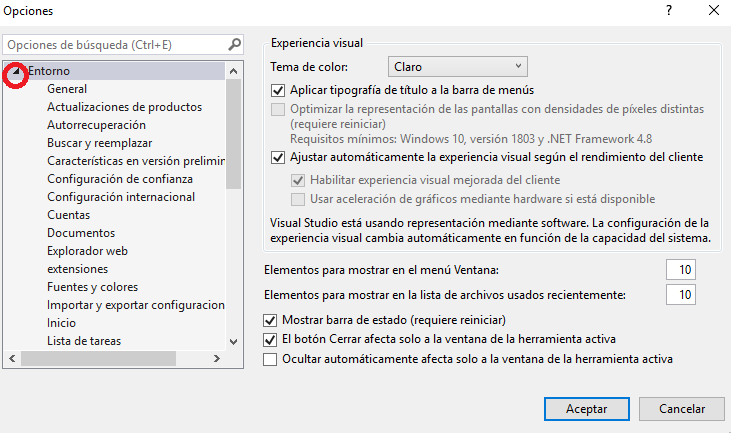 Opciones
?
Opciones de búsqueda (Ctrl+E)
Entorno
General
Actualizaciones de productos
Autorrecuperación
Buscar y reemplazar
Características en versión prelimin
Configuración de confianza
Configuración internacional
Cuentas
Documentos
Explorador web
extensiones
Fuentes y colores
Importar y exportar configuracion
Inicio
Lista de tareas
Experiencia visual
Tema de color:
Claro
Aplicar tipografía de título a la barra de menús
Optimizar la representación de las pantallas con densidades de píxeles distintas
(requiere reiniciar)
Requisitos mínimos: Windows 10, versión 1803 y .NET Framework 4.8
Ajustar automáticamente la experiencia visual según el rendimiento del cliente
Habilitar experiencia visual mejorada del cliente
Usar aceleración de gráficos mediante hardware si está disponible
Visual Studio está usando representación mediante software. La configuración de la
experiencia visual cambia automáticamente en función de la capacidad del sistema.
Elementos para mostrar en el menú Ventana:
10
Elementos para mostrar en la lista de archivos usados recientemente:
10
Mostrar barra de estado (requiere reiniciar)
El botón Cerrar afecta solo a la ventana de la herramienta activa
Ocultar automáticamente afecta solo a la ventana de la herramienta activa
Aceptar
Cancelar